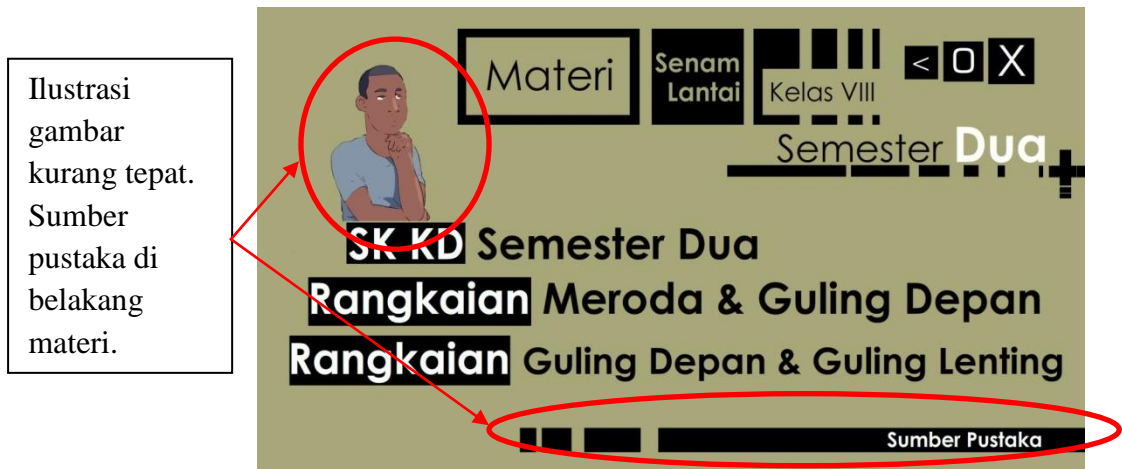 Ilustrasi
gambar
kurang tepat.
Sumber
pustaka di
belakang
materi.
Materi
Senam
Lantai
Kelas VIII
< O X
Semester Dua
SK KD Semester Dua
Rangkaian Meroda & Guling Depan
Rangkaian Guling Depan & Guling Lenting
Sumber Pustaka